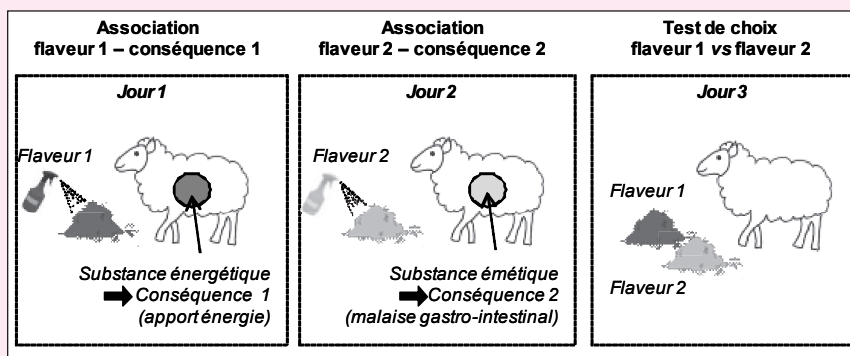 Association
flaveur 1 – conséquence 1
Jour 1
Flaveur 1
Substance énergétique
Conséquence 1
(apport énergie)
Association
flaveur 2 – conséquence 2
Jour 2
Flaveur 2
Substance émétique
Conséquence 2
(malaise gastro-intestinal)
Test de choix
flaveur 1 vs flaveur 2
Jour 3
Flaveur 1
Flaveur 2